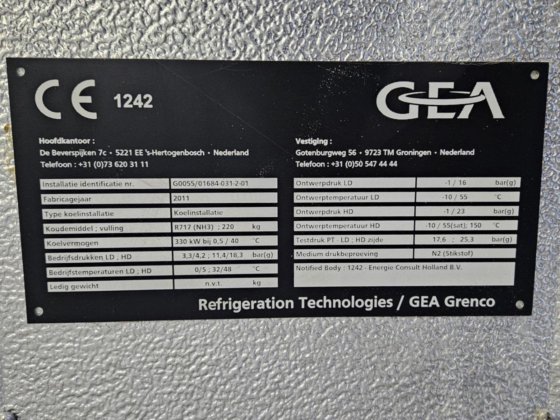 CE 1242
GEA
Hoofdkantoor :
De Beverspijken 7c • 5221 EE 's-Hertogenbosch • Nederland
Telefoon : +31 (0)73 620 31 11
Vestiging :
Gotenburgweg 56 • 9723 TM Groningen • Nederland
Telefoon : +31 (0)50 547 44 44
Installatie identificatie nr. G0055/01684-031-2-01
Fabricagejaar 2011
Type koelinstallatie Koelinstallatie
Koudemiddel ; vulling R717 (NH3) ; 220 kg
Koelvermogen 330 kW bij 0,5 / 40 °C
Bedrijfsdrukken LD ; HD 3,3/4,2 ; 11,4/18,3 bar(g)
Bedrijfstemperaturen LD ; HD 0/5 ; 32/48 °C
Ledig gewicht n.v.t. kg
Ontwerpdruk LD -1 / 16 bar(g)
Ontwerptemperatuur LD -10 / 55 °C
Ontwerpdruk HD -1 / 23 bar(g)
Ontwerptemperatuur HD -10 / 55(sat); 150 °C
Testdruk PT LD ; HD zijde 17,6 ; 25,3 bar(g)
Medium drukbeproeving N2 (Stikstof)
Notified Body : 1242 - Energie Consult Holland B.V.
Refrigeration Technologies / GEA Grenco